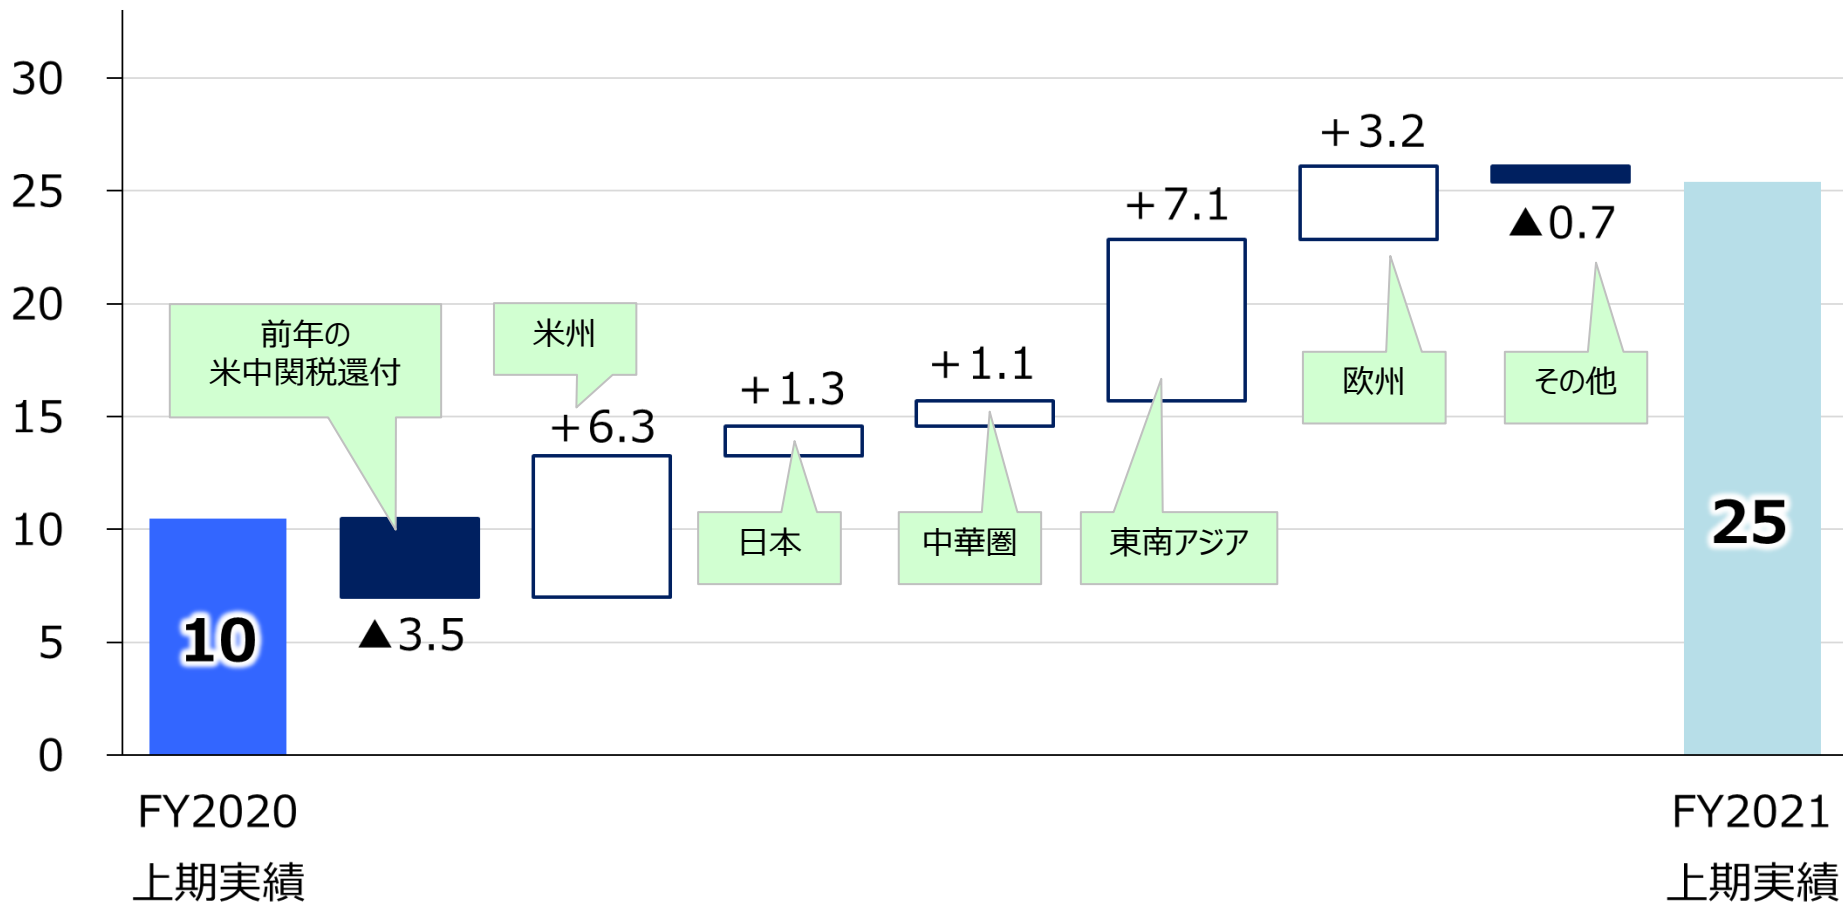 30
25
20
15
10
5
0
前年の
米中関税還付
米州
▲3.5
+6.3
+1.3
+1.1
+7.1
+3.2
▲0.7
日本
中華圏
東南アジア
欧州
その他
10
25
FY2020
上期実績
FY2021
上期実績